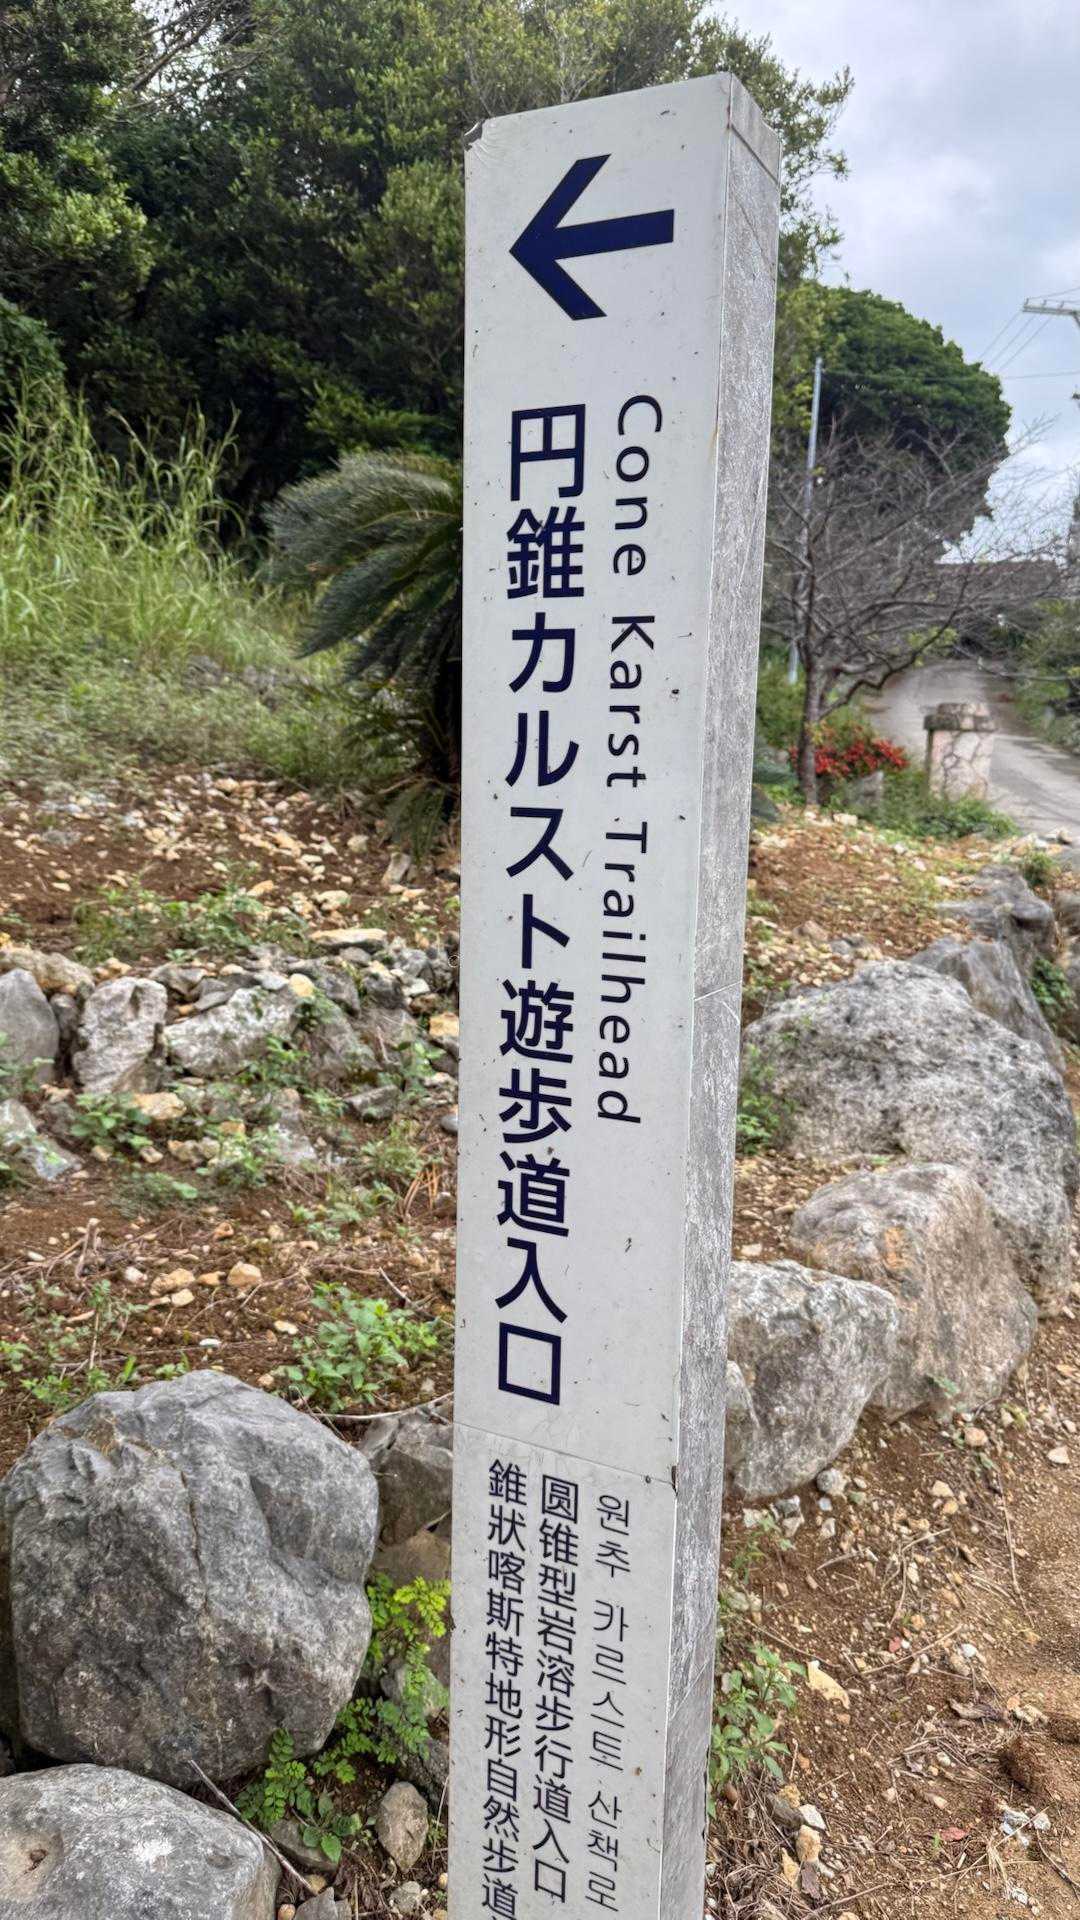 Cone Karst Trailhead
円錐カルスト遊歩道入口
원추 카르스토 산책로
圆锥型岩溶步行道入口
錐狀喀斯特地形自然步道